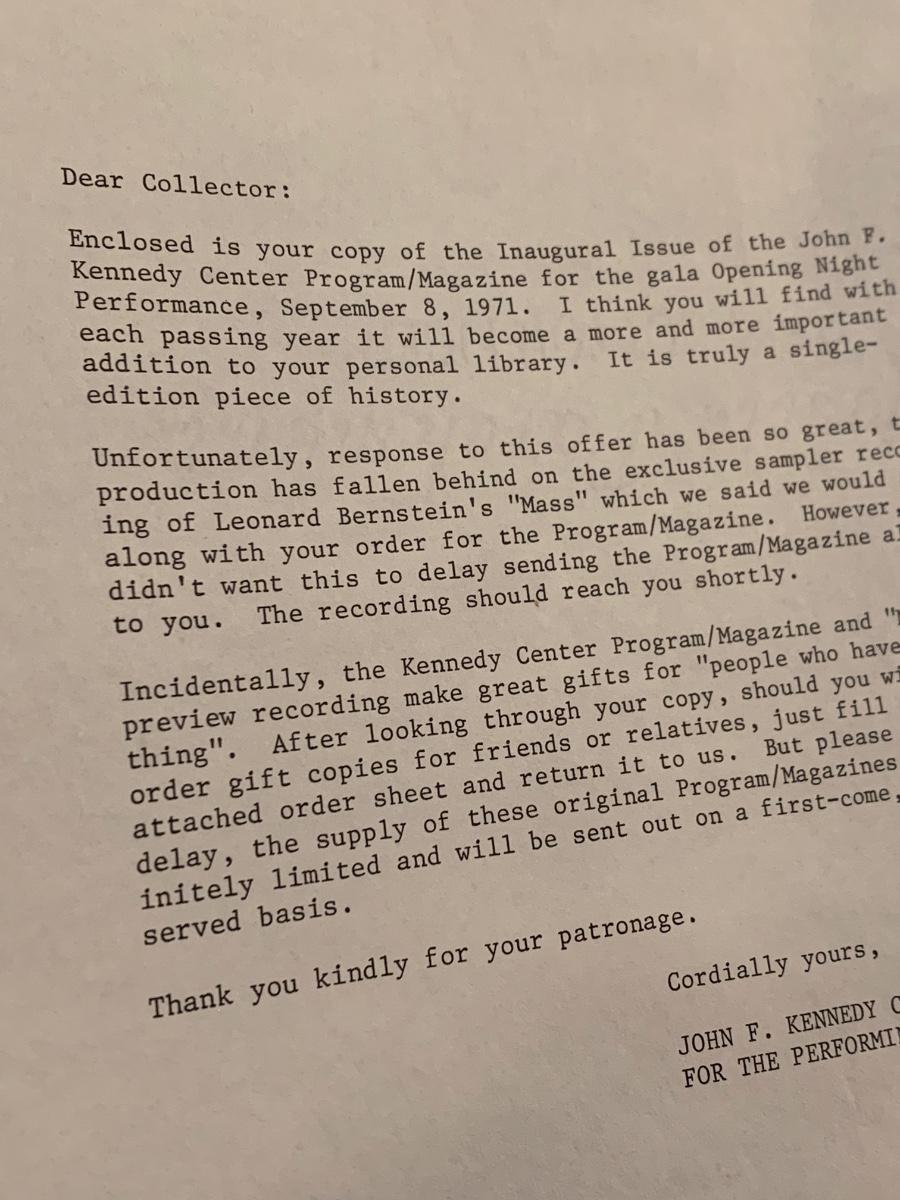 Dear Collector:
Enclosed is your copy of the Inaugural Issue of the John F.
Kennedy Center Program/Magazine for the gala Opening Night
Performance, September 8, 1971. I think you will find with
each passing year it will become a more and more important
addition to your personal library. It is truly a single-
edition piece of history.
Unfortunately, response to this offer has been so great,
production has fallen behind on the exclusive sampler
ing of Leonard Bernstein's "Mass" which we said we would
along with your order for the Program/Magazine. However,
didn't want this to delay sending the Program/Magazine
to you. The recording should reach you shortly.
Incidentally, the Kennedy Center Program/Magazine and
preview recording make great gifts for "people who have
thing". After looking through your copy, should you
order gift copies for friends or relatives, just fill
attached order sheet and return it to us. But please
delay, the supply of these original Program/Magazines
initely limited and will be sent out on a first-come,
served basis.
Thank you kindly for your patronage.
Cordially yours,
JOHN F. KENNEDY
FOR THE